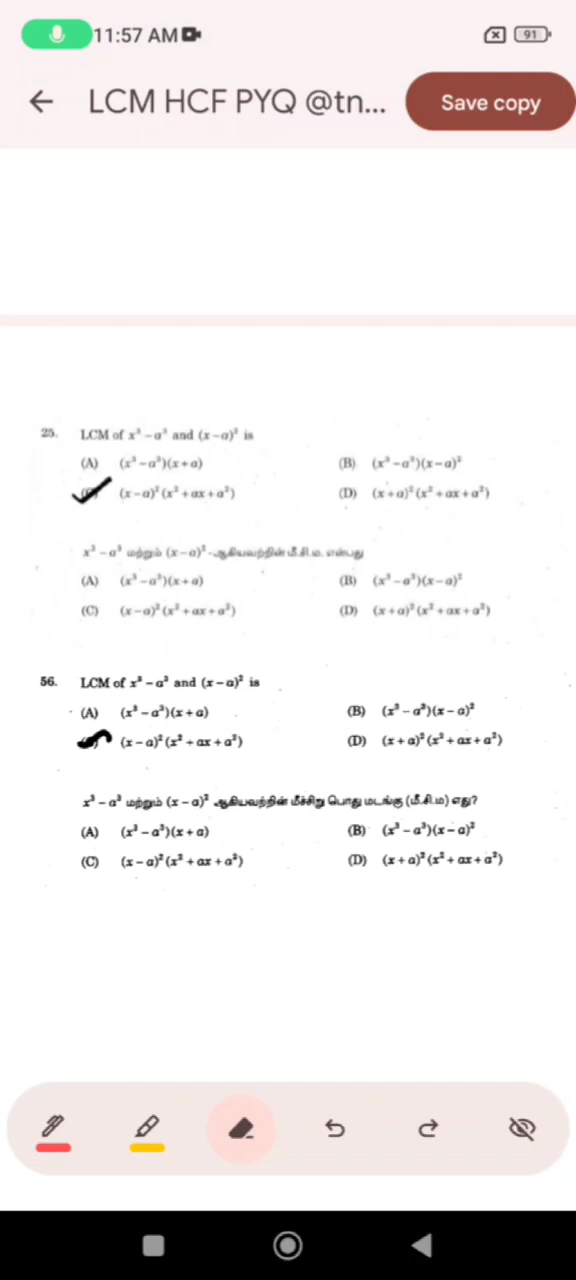 11:57 AM
91
LCM HCF PYQ @tn...
Save copy
25. LCM of x³ – a³ and (x – a)² is
(A) (x³ – a³)(x + a) (B) (x³ – a³)(x – a)²
(x – a)² (x² + ax + a²) (D) (x + a)² (x² + ax + a²)
x³ – a³ மற்றும் (x – a)² -ஆகியவற்றின் மீ.சி.ம. என்பது
(A) (x³ – a³)(x + a) (B) (x³ – a³)(x – a)²
(C) (x – a)² (x² + ax + a²) (D) (x + a)² (x² + ax + a²)
56. LCM of x³ – a³ and (x – a)² is
(A) (x³ – a³)(x + a) (B) (x³ – a³)(x – a)²
(x – a)² (x² + ax + a²) (D) (x + a)² (x² + ax + a²)
x³ – a³ மற்றும் (x – a)² ஆகியவற்றின் மீச்சிறு பொது மடங்கு (மீ.சி.ம) எது?
(A) (x³ – a³)(x + a) (B) (x³ – a³)(x – a)²
(C) (x – a)² (x² + ax + a²) (D) (x + a)² (x² + ax + a²)